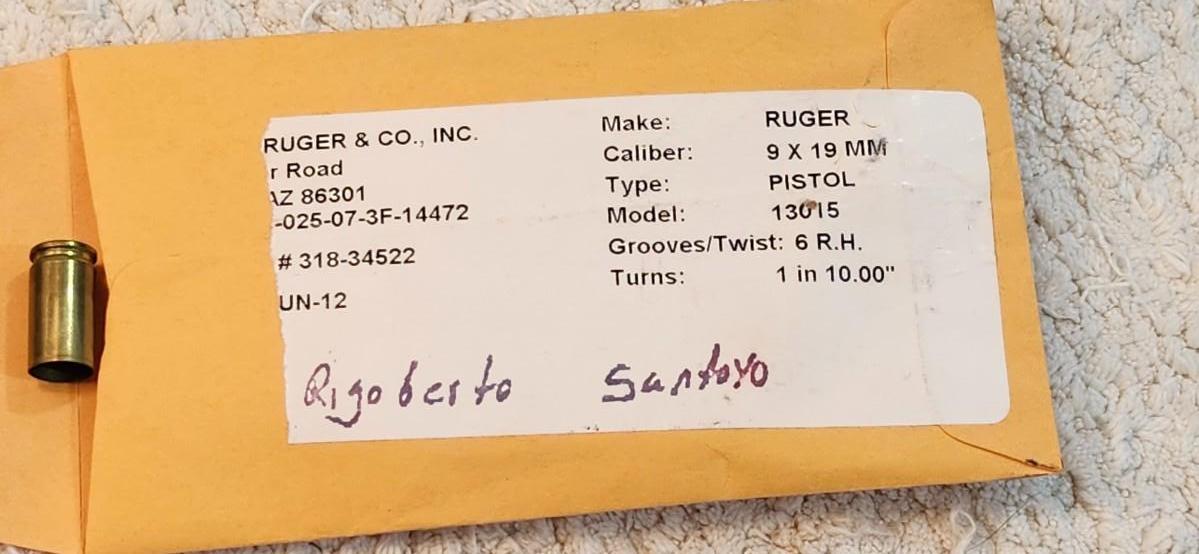 RUGER & CO., INC.
r Road
AZ 86301
-025-07-3F-14472
# 318-34522
UN-12
Make: RUGER
Caliber: 9 X 19 MM
Type: PISTOL
Model: 13015
Grooves/Twist: 6 R.H.
Turns: 1 in 10.00"
Rigoberto Santoyo